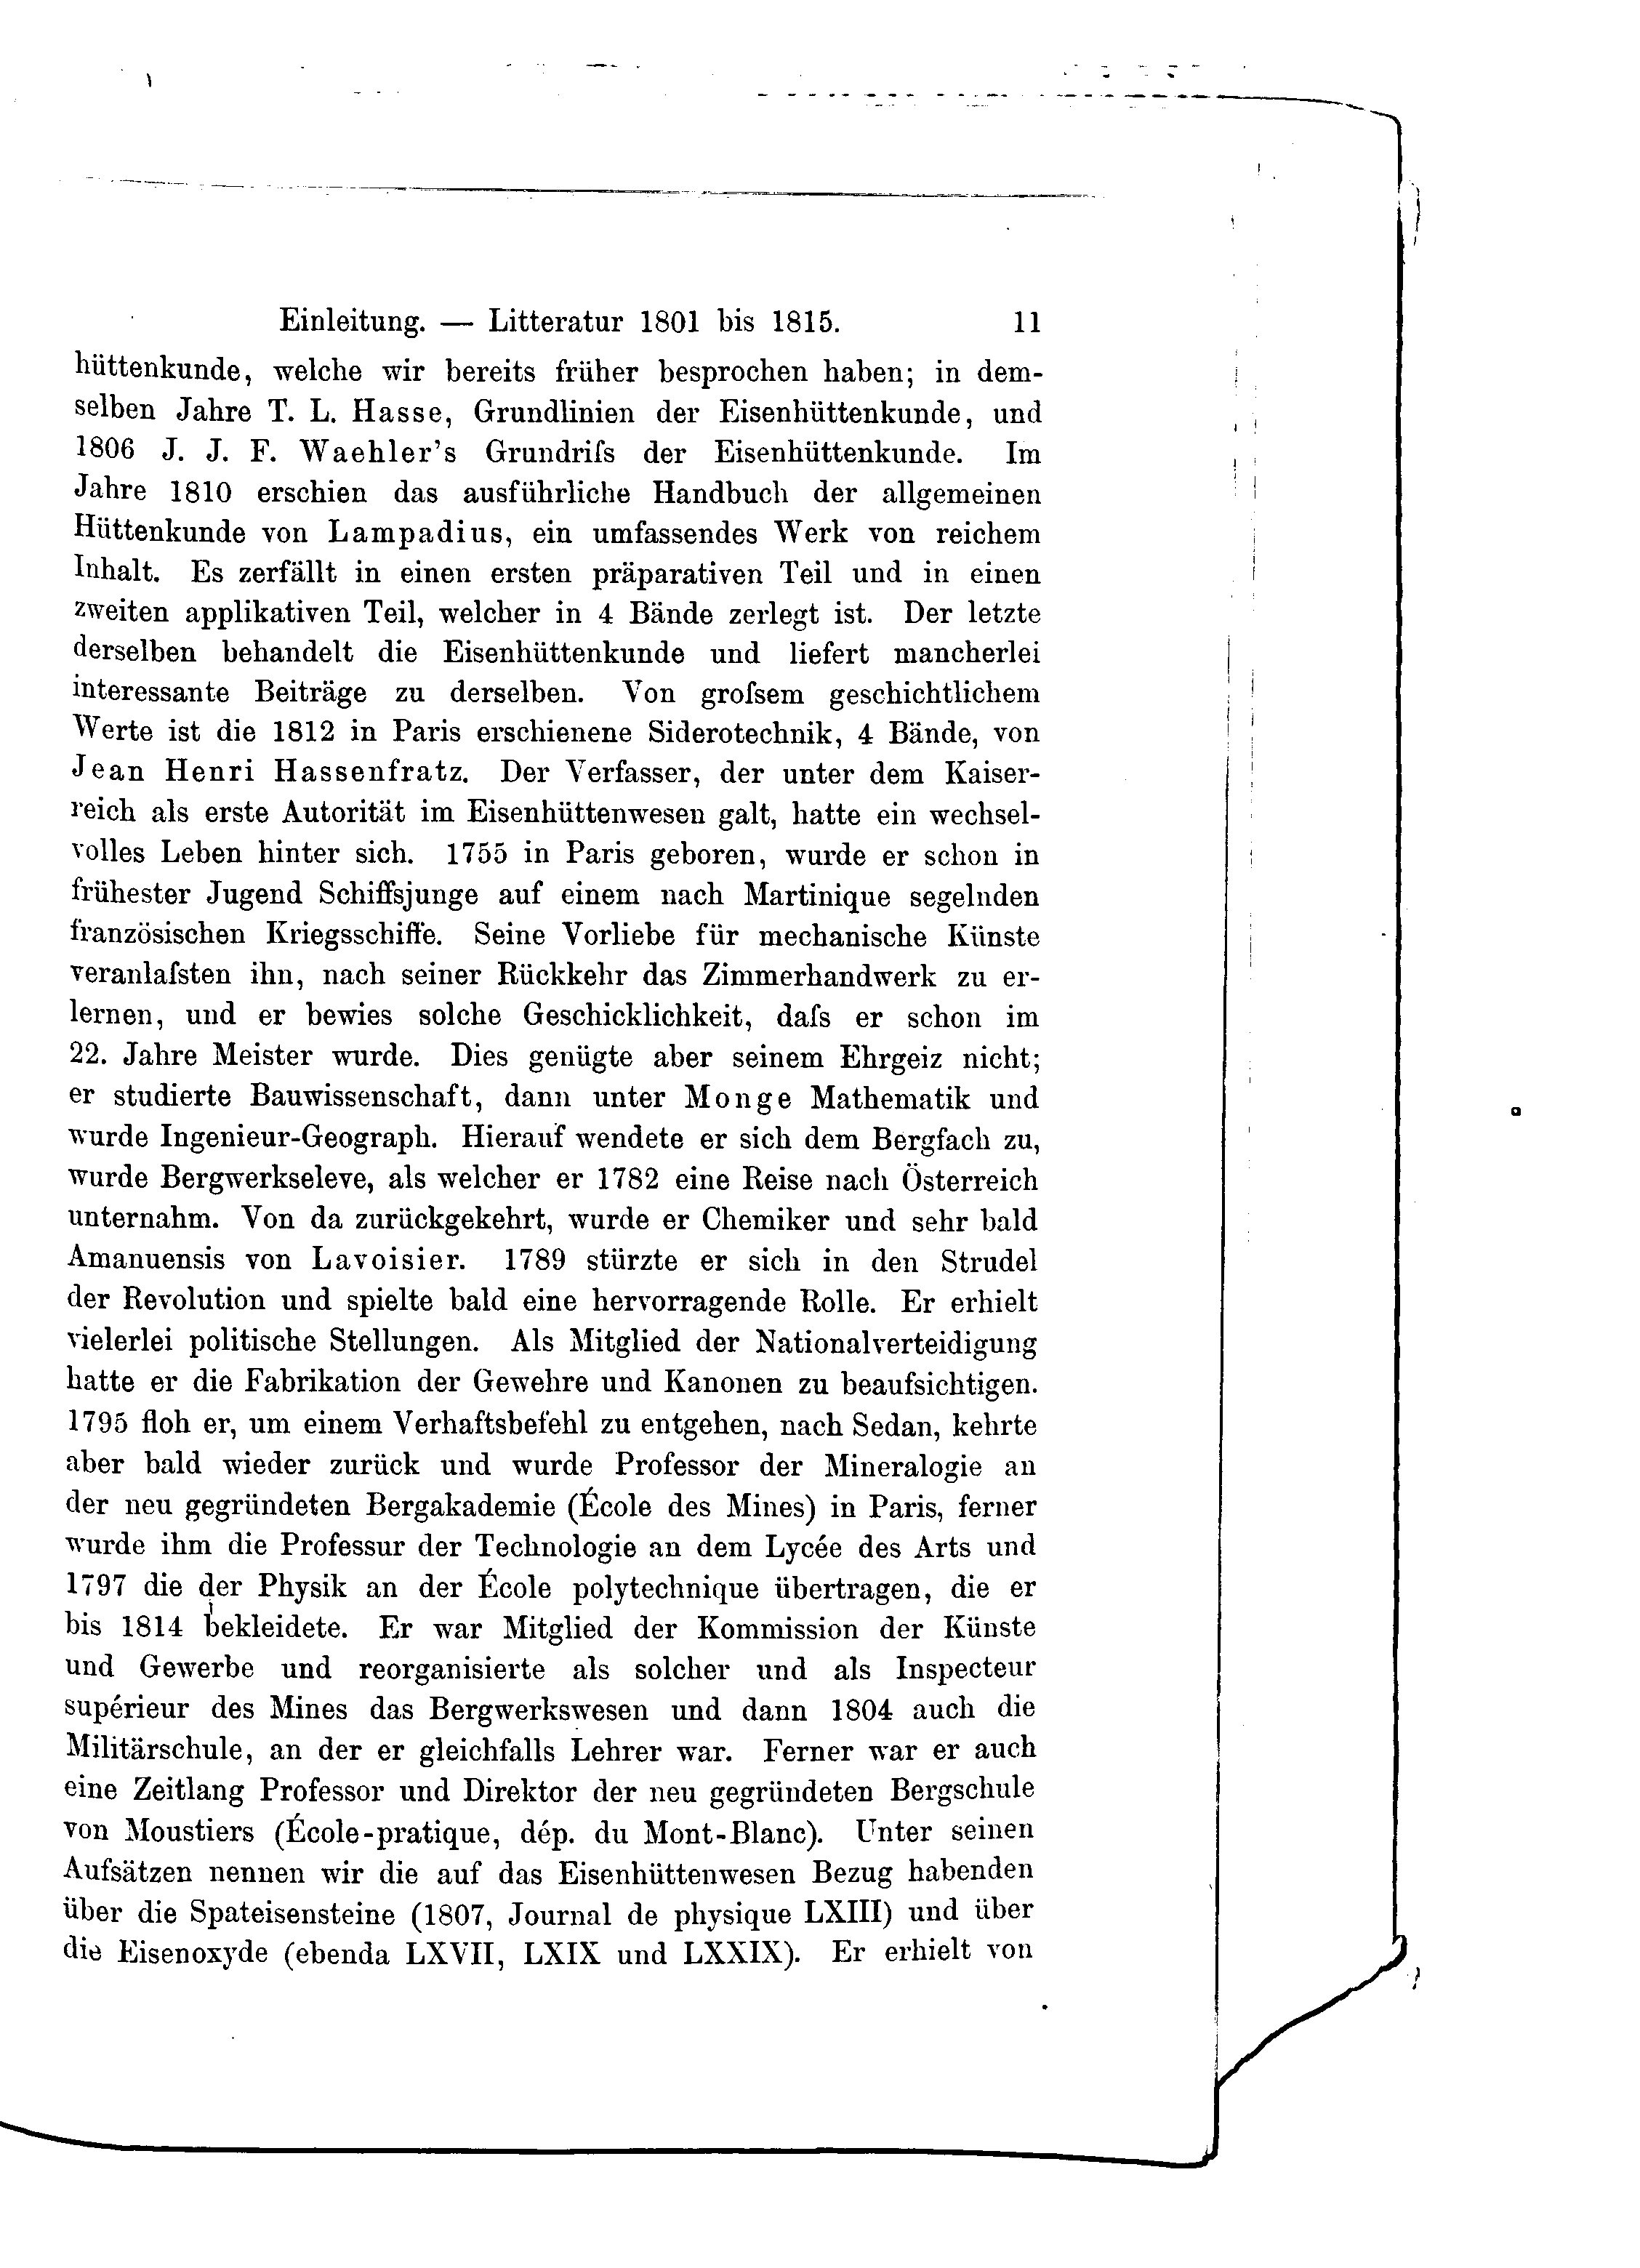 Einleitung. — Litteratur 1801 bis 1815. 11
hüttenkunde, welche wir bereits früher besprochen haben; in dem-
selben Jahre T. L. Hasse, Grundlinien der Eisenhüttenkunde, und
1806 J. J. F. Waehler's Grundriſs der Eisenhüttenkunde. Im
Jahre 1810 erschien das ausführliche Handbuch der allgemeinen
Hüttenkunde von Lampadius, ein umfassendes Werk von reichem
Inhalt. Es zerfällt in einen ersten präparativen Teil und in einen
zweiten applikativen Teil, welcher in 4 Bände zerlegt ist. Der letzte
derselben behandelt die Eisenhüttenkunde und liefert mancherlei
interessante Beiträge zu derselben. Von groſsem geschichtlichem
Werte ist die 1812 in Paris erschienene Siderotechnik, 4 Bände, von
Jean Henri Hassenfratz. Der Verfasser, der unter dem Kaiser-
reich als erste Autorität im Eisenhüttenwesen galt, hatte ein wechsel-
volles Leben hinter sich. 1755 in Paris geboren, wurde er schon in
frühester Jugend Schiffsjunge auf einem nach Martinique segelnden
französischen Kriegsschiffe. Seine Vorliebe für mechanische Künste
veranlaſsten ihn, nach seiner Rückkehr das Zimmerhandwerk zu er-
lernen, und er bewies solche Geschicklichkeit, daſs er schon im
22. Jahre Meister wurde. Dies genügte aber seinem Ehrgeiz nicht;
er studierte Bauwissenschaft, dann unter Monge Mathematik und
wurde Ingenieur-Geograph. Hierauf wendete er sich dem Bergfach zu,
wurde Bergwerkseleve, als welcher er 1782 eine Reise nach Österreich
unternahm. Von da zurückgekehrt, wurde er Chemiker und sehr bald
Amanuensis von Lavoisier. 1789 stürzte er sich in den Strudel
der Revolution und spielte bald eine hervorragende Rolle. Er erhielt
vielerlei politische Stellungen. Als Mitglied der Nationalverteidigung
hatte er die Fabrikation der Gewehre und Kanonen zu beaufsichtigen.
1795 floh er, um einem Verhaftsbefehl zu entgehen, nach Sedan, kehrte
aber bald wieder zurück und wurde Professor der Mineralogie an
der neu gegründeten Bergakademie (École des Mines) in Paris, ferner
wurde ihm die Professur der Technologie an dem Lycée des Arts und
1797 die der Physik an der École polytechnique übertragen, die er
bis 1814 bekleidete. Er war Mitglied der Kommission der Künste
und Gewerbe und reorganisierte als solcher und als Inspecteur
supérieur des Mines das Bergwerkswesen und dann 1804 auch die
Militärschule, an der er gleichfalls Lehrer war. Ferner war er auch
eine Zeitlang Professor und Direktor der neu gegründeten Bergschule
von Moustiers (École-pratique, dép. du Mont-Blanc). Unter seinen
Aufsätzen nennen wir die auf das Eisenhüttenwesen Bezug habenden
über die Spateisensteine (1807, Journal de physique LXIII) und über
die Eisenoxyde (ebenda LXVII, LXIX und LXXIX). Er erhielt von